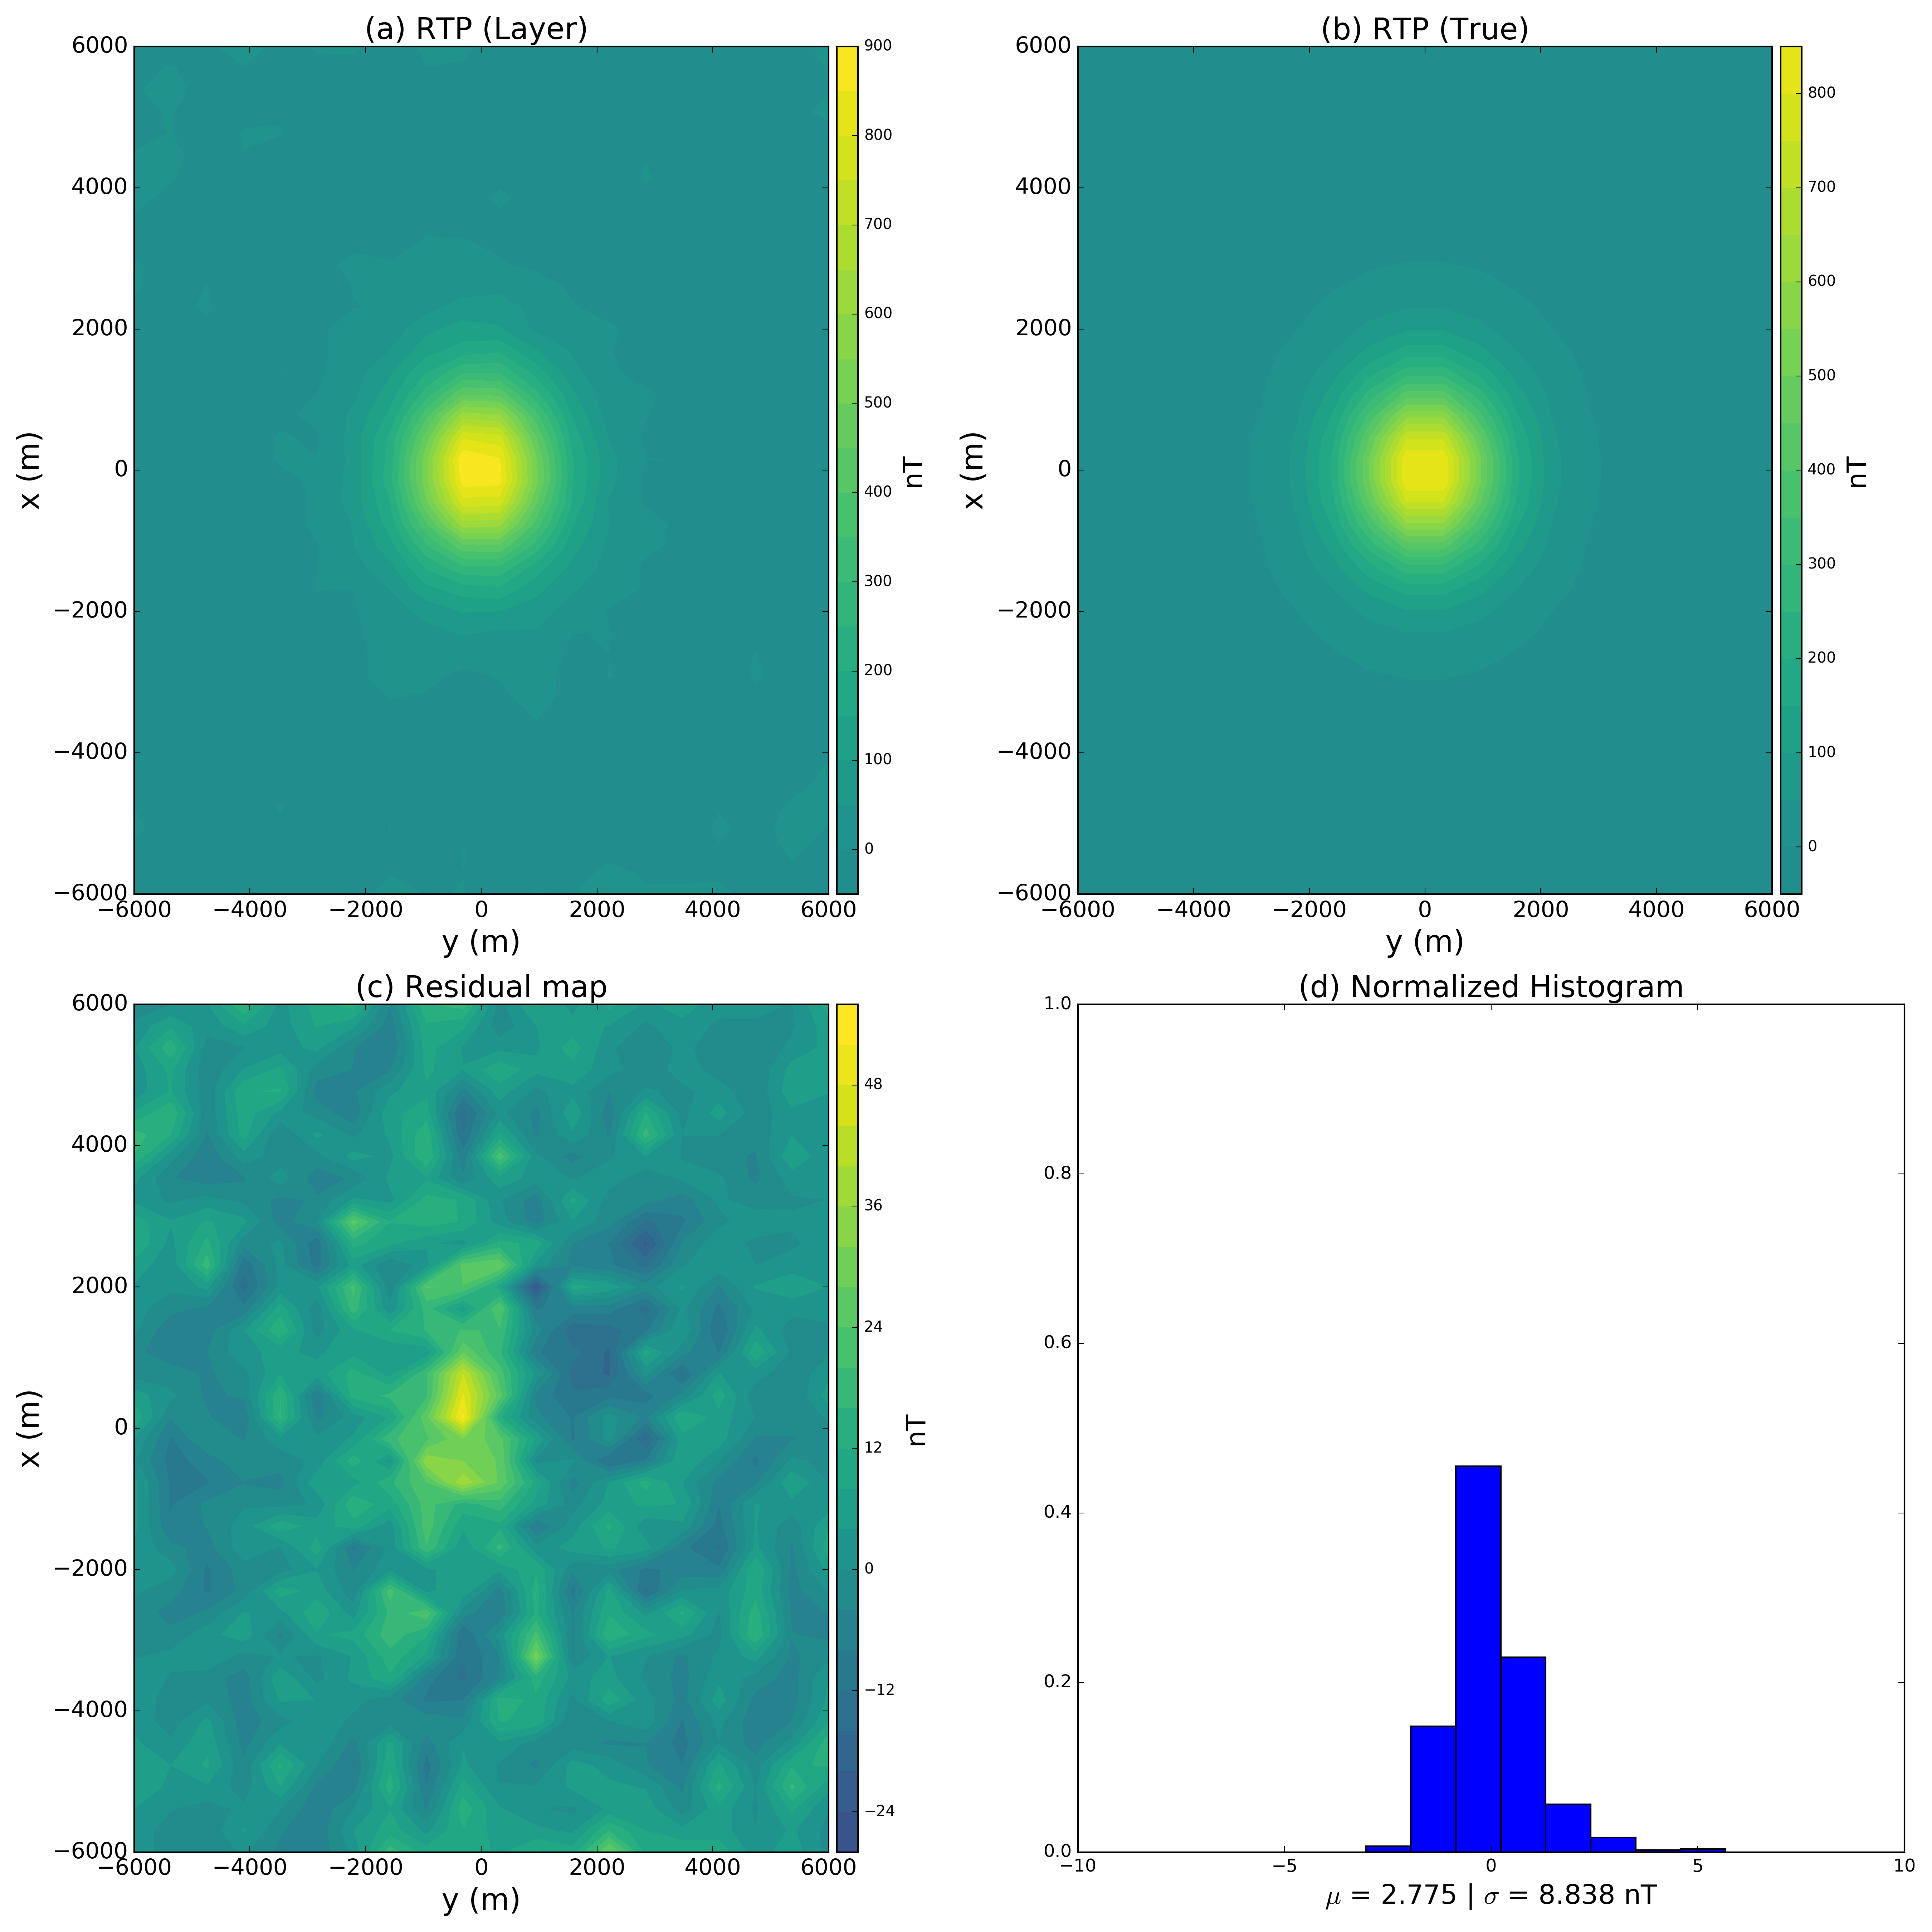 (a) RTP (Layer)
6000
4000
2000
0
−2000
−4000
−6000
x (m)
−6000 −4000 −2000 0 2000 4000 6000
y (m)
900
800
700
600
500
400
300
200
100
0
nT
(b) RTP (True)
6000
4000
2000
0
−2000
−4000
−6000
x (m)
−6000 −4000 −2000 0 2000 4000 6000
y (m)
800
700
600
500
400
300
200
100
0
nT
(c) Residual map
6000
4000
2000
0
−2000
−4000
−6000
x (m)
−6000 −4000 −2000 0 2000 4000 6000
y (m)
48
36
24
12
0
−12
−24
nT
(d) Normalized Histogram
1.0
0.8
0.6
0.4
0.2
0.0
−10 −5 0 5 10
μ = 2.775 | σ = 8.838 nT